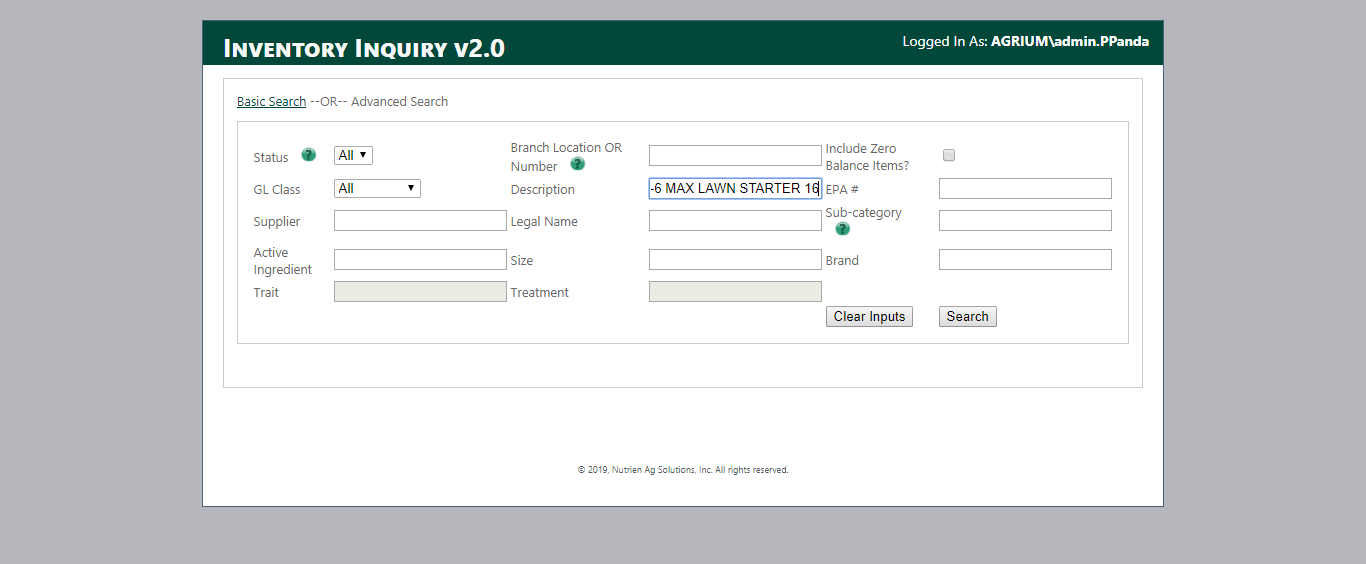 INVENTORY INQUIRY V2.0
Logged In As: AGRIUM\admin.PPanda
Basic Search --OR-- Advanced Search
Status ? All
Branch Location OR Number ?
Include Zero Balance Items?
GL Class All
Description -6 MAX LAWN STARTER 16
EPA #
Supplier
Legal Name
Sub-category ?
Active Ingredient
Size
Brand
Trait
Treatment
Clear Inputs
Search
© 2019, Nutrien Ag Solutions, Inc. All rights reserved.